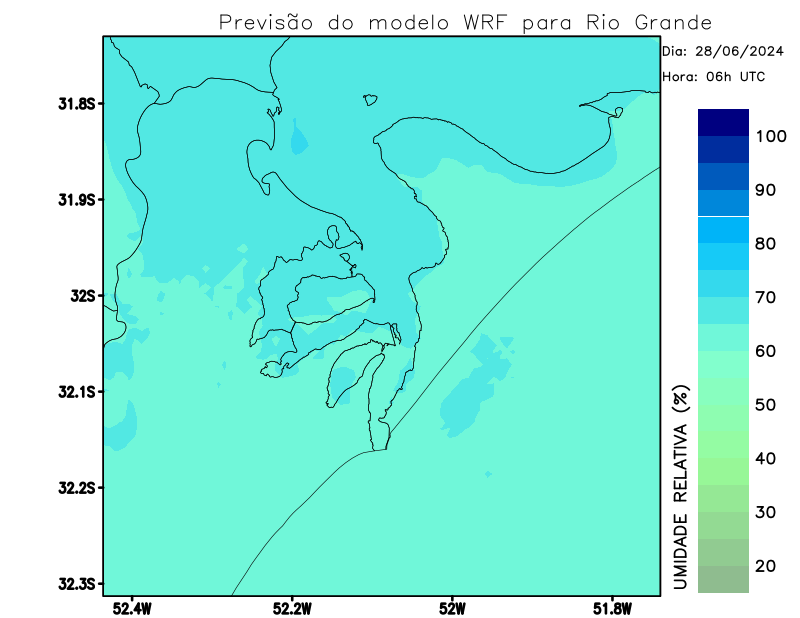 Previsão do modelo WRF para Rio Grande
Dia: 28/06/2024
Hora: 06h UTC
31.8S
31.9S
32S
32.1S
32.2S
32.3S
52.4W
52.2W
52W
51.8W
100
90
80
70
60
50
40
30
20
UMIDADE RELATIVA (%)